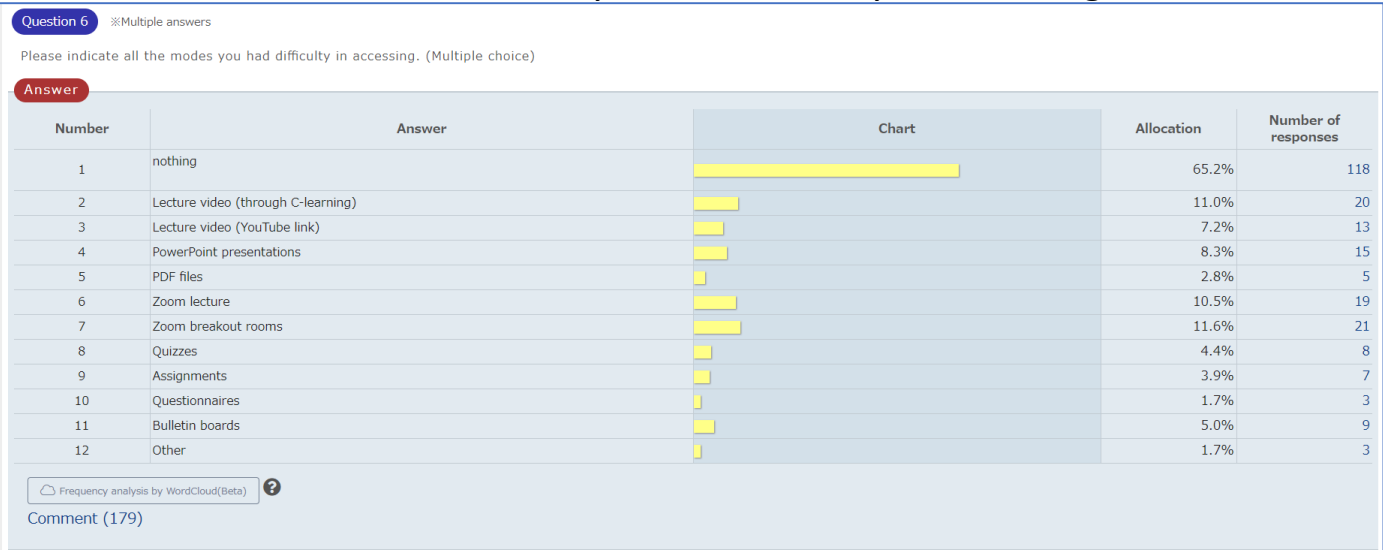 Question 6 ※Multiple answers
Please indicate all the modes you had difficulty in accessing. (Multiple choice)
Answer
Number Answer Chart Allocation Number of responses
1 nothing 65.2% 118
2 Lecture video (through C-learning) 11.0% 20
3 Lecture video (YouTube link) 7.2% 13
4 PowerPoint presentations 8.3% 15
5 PDF files 2.8% 5
6 Zoom lecture 10.5% 19
7 Zoom breakout rooms 11.6% 21
8 Quizzes 4.4% 8
9 Assignments 3.9% 7
10 Questionnaires 1.7% 3
11 Bulletin boards 5.0% 9
12 Other 1.7% 3
Frequency analysis by WordCloud(Beta) ?
Comment (179)